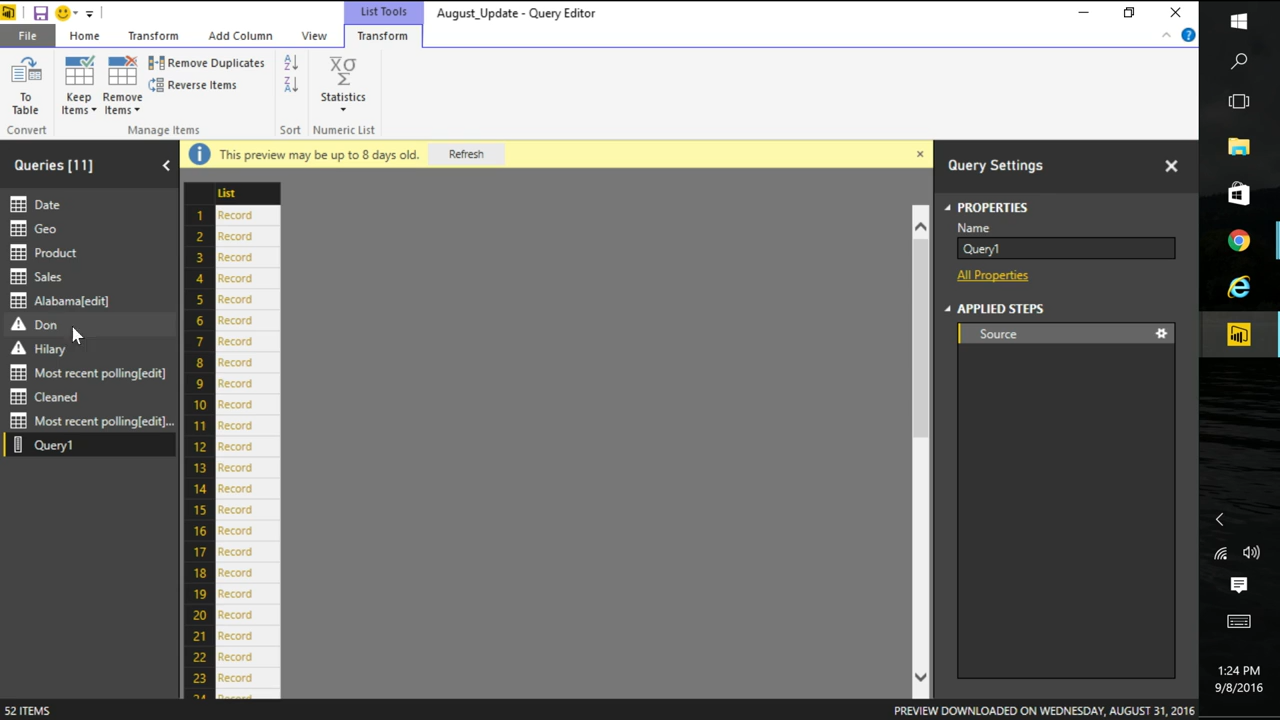 List Tools
August_Update - Query Editor
File
Home
Transform
Add Column
View
Transform
To Table
Keep Items
Remove Items
Remove Duplicates
Reverse Items
Statistics
Convert
Manage Items
Sort
Numeric List
Queries [11]
Date
Geo
Product
Sales
Alabama[edit]
Don
Hilary
Most recent polling[edit]
Cleaned
Most recent polling[edit]...
Query1
This preview may be up to 8 days old.
Refresh
List
1 Record
2 Record
3 Record
4 Record
5 Record
6 Record
7 Record
8 Record
9 Record
10 Record
11 Record
12 Record
13 Record
14 Record
15 Record
16 Record
17 Record
18 Record
19 Record
20 Record
21 Record
22 Record
23 Record
24 Record
Query Settings
PROPERTIES
Name
Query1
All Properties
APPLIED STEPS
Source
52 ITEMS
PREVIEW DOWNLOADED ON WEDNESDAY, AUGUST 31, 2016
1:24 PM
9/8/2016